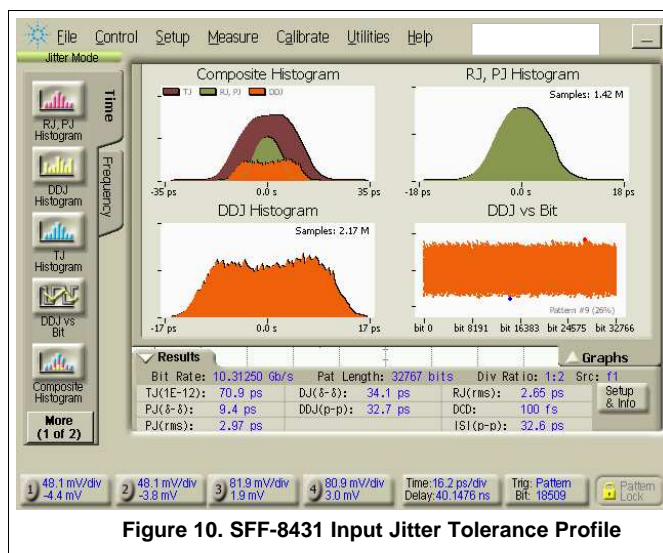 File Control Setup Measure Calibrate Utilities Help
Jitter Mode
Time
Frequency
RJ, PJ
Histogram
DDJ
Histogram
TJ
Histogram
DDJ vs
Bit
Composite
Histogram
More
(1 of 2)
Composite Histogram
TJ RJ, PJ DDJ
-35 ps 0.0 s 35 ps
RJ, PJ Histogram
Samples: 1.42 M
-18 ps 0.0 s 18 ps
DDJ Histogram
Samples: 2.17 M
-17 ps 0.0 s 17 ps
DDJ vs Bit
Pattern #9 (26%)
bit 0 bit 8191 bit 16383 bit 24575 bit 32766
Results
Graphs
Bit Rate: 10.31250 Gb/s Pat Length: 32767 bits Div Ratio: 1:2 Src: f1
TJ(1E-12): 70.9 ps DJ(δ-δ): 34.1 ps RJ(rms): 2.65 ps
PJ(δ-δ): 9.4 ps DDJ(p-p): 32.7 ps DCD: 100 fs
PJ(rms): 2.97 ps ISI(p-p): 32.6 ps
Setup
& Info
1) 48.1 mV/div
-4.4 mV
2) 48.1 mV/div
-3.8 mV
3) 81.9 mV/div
1.9 mV
4) 80.9 mV/div
3.0 mV
Time:16.2 ps/div
Delay:40.1476 ns
Trig: Pattern
Bit: 18509
Pattern
Lock
Figure 10. SFF-8431 Input Jitter Tolerance Profile